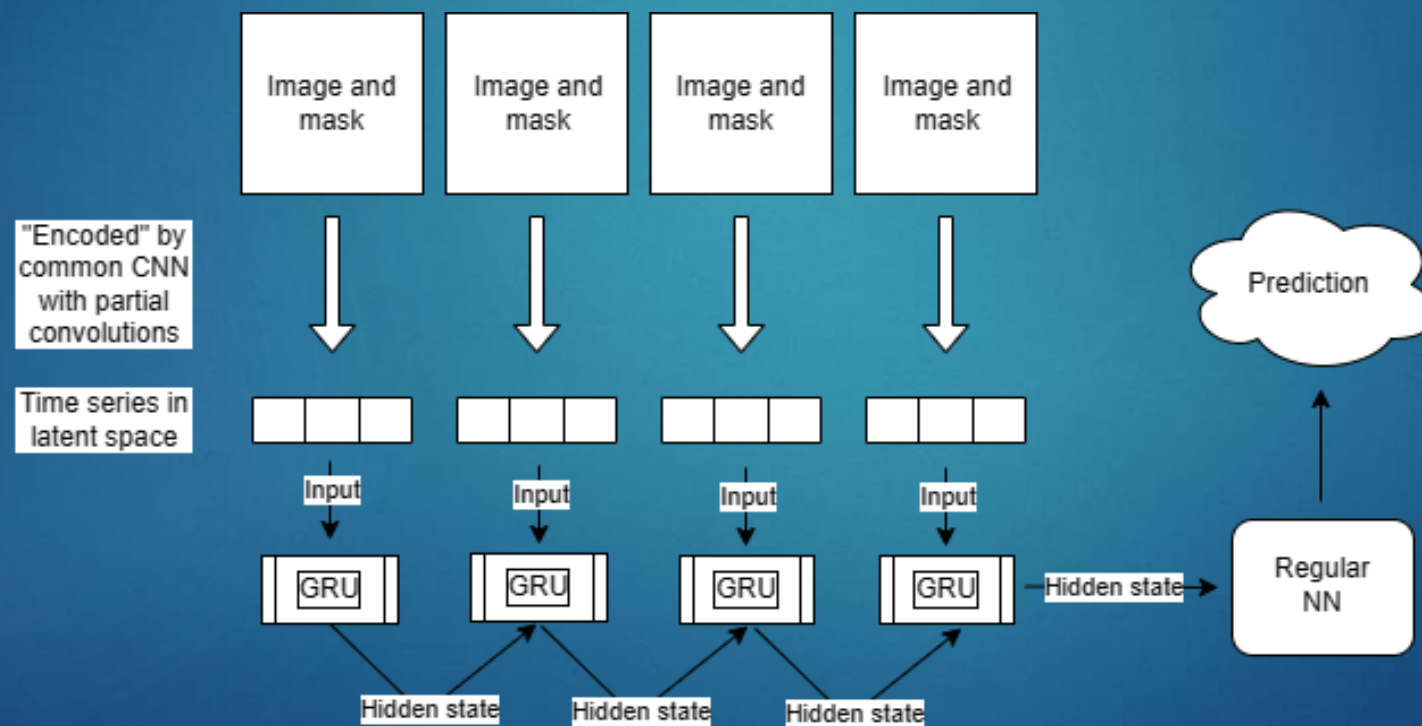 Image and
mask
Image and
mask
Image and
mask
Image and
mask
"Encoded" by
common CNN
with partial
convolutions
Prediction
Time series in
latent space
Input
Input
Input
Input
GRU
GRU
GRU
GRU
Hidden state
Regular
NN
Hidden state
Hidden state
Hidden state